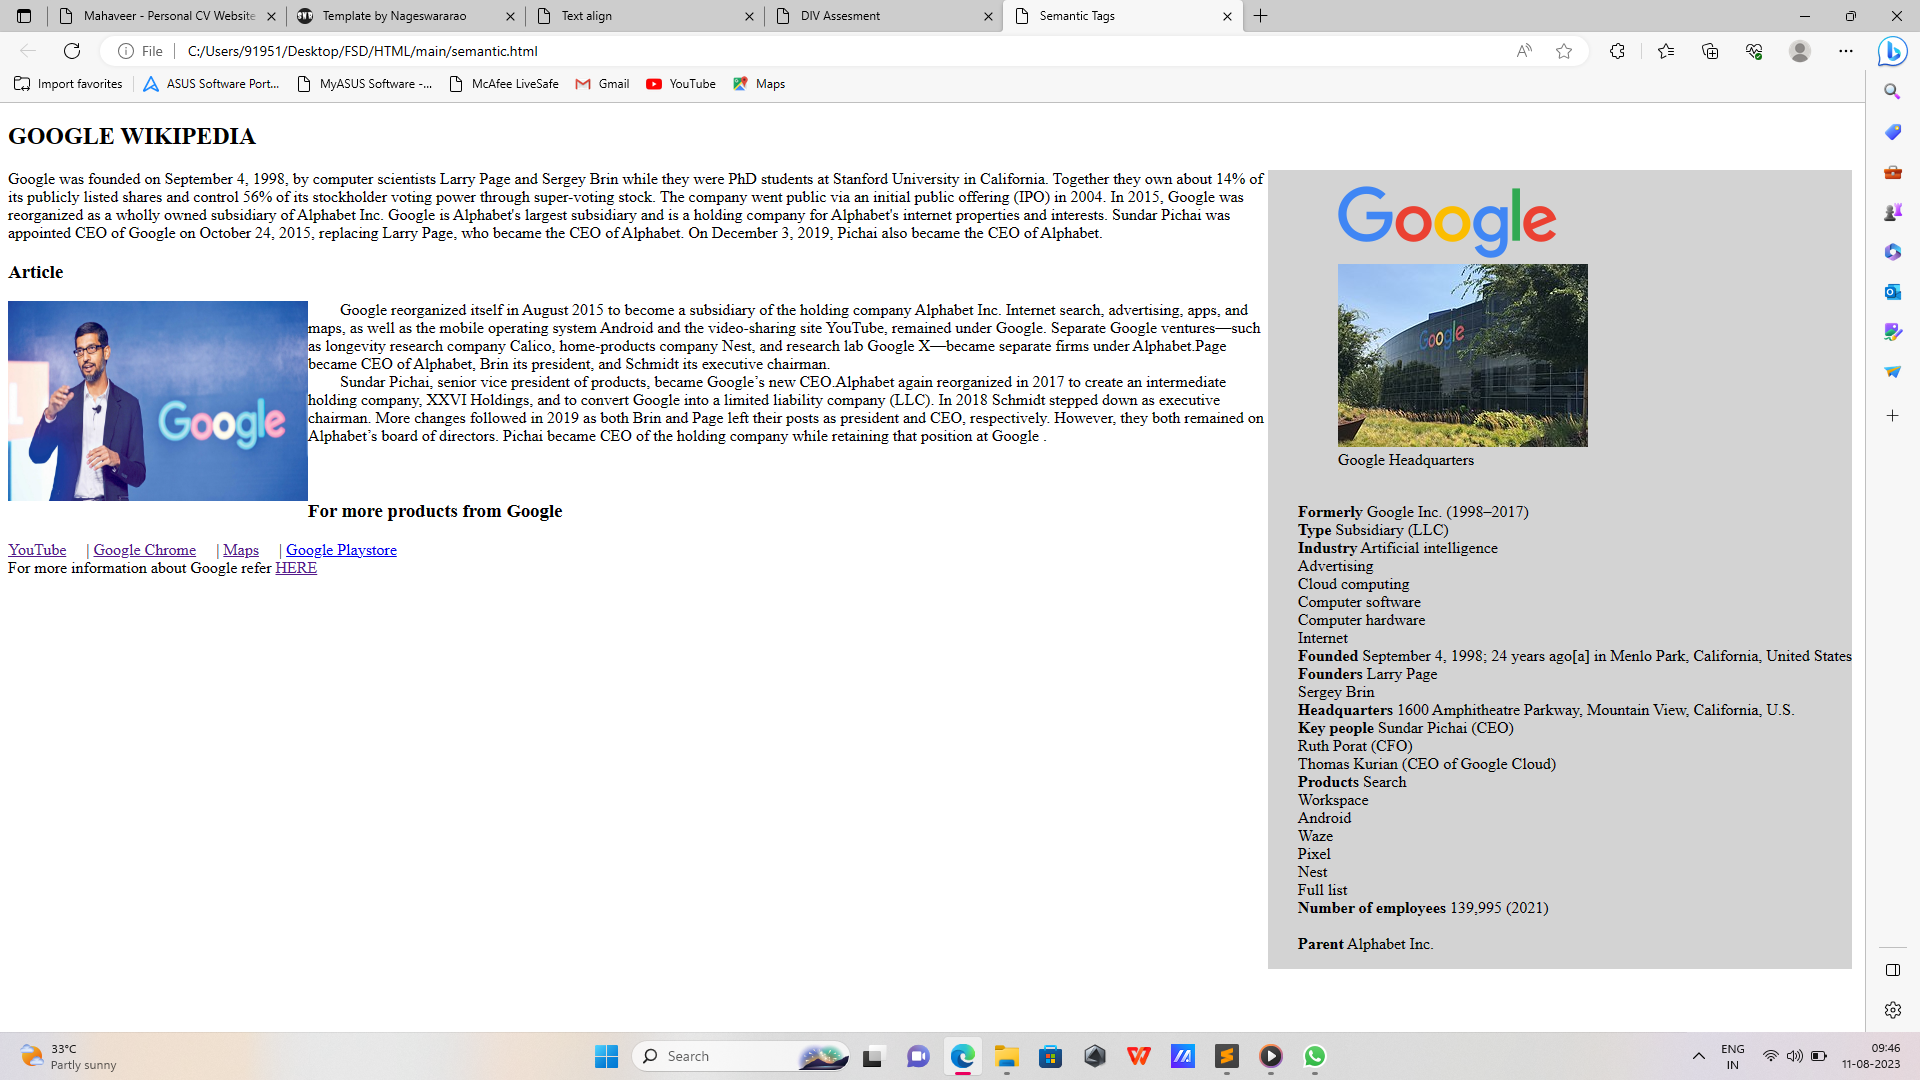 Mahaveer - Personal CV Website
Template by Nageswararao
Text align
DIV Assesment
Semantic Tags
File
C:/Users/91951/Desktop/FSD/HTML/main/semantic.html
Import favorites
ASUS Software Port...
MyASUS Software -...
McAfee LiveSafe
Gmail
YouTube
Maps
GOOGLE WIKIPEDIA
Google was founded on September 4, 1998, by computer scientists Larry Page and Sergey Brin while they were PhD students at Stanford University in California. Together they own about 14% of
its publicly listed shares and control 56% of its stockholder voting power through super-voting stock. The company went public via an initial public offering (IPO) in 2004. In 2015, Google was
reorganized as a wholly owned subsidiary of Alphabet Inc. Google is Alphabet's largest subsidiary and is a holding company for Alphabet's internet properties and interests. Sundar Pichai was
appointed CEO of Google on October 24, 2015, replacing Larry Page, who became the CEO of Alphabet. On December 3, 2019, Pichai also became the CEO of Alphabet.
Article
Google
Google reorganized itself in August 2015 to become a subsidiary of the holding company Alphabet Inc. Internet search, advertising, apps, and
maps, as well as the mobile operating system Android and the video-sharing site YouTube, remained under Google. Separate Google ventures—such
as longevity research company Calico, home-products company Nest, and research lab Google X—became separate firms under Alphabet.Page
became CEO of Alphabet, Brin its president, and Schmidt its executive chairman.
Sundar Pichai, senior vice president of products, became Google’s new CEO.Alphabet again reorganized in 2017 to create an intermediate
holding company, XXVI Holdings, and to convert Google into a limited liability company (LLC). In 2018 Schmidt stepped down as executive
chairman. More changes followed in 2019 as both Brin and Page left their posts as president and CEO, respectively. However, they both remained on
Alphabet’s board of directors. Pichai became CEO of the holding company while retaining that position at Google .
For more products from Google
YouTube | Google Chrome | Maps | Google Playstore
For more information about Google refer HERE
Google
Google
Google Headquarters
Formerly Google Inc. (1998–2017)
Type Subsidiary (LLC)
Industry Artificial intelligence
Advertising
Cloud computing
Computer software
Computer hardware
Internet
Founded September 4, 1998; 24 years ago[a] in Menlo Park, California, United States
Founders Larry Page
Sergey Brin
Headquarters 1600 Amphitheatre Parkway, Mountain View, California, U.S.
Key people Sundar Pichai (CEO)
Ruth Porat (CFO)
Thomas Kurian (CEO of Google Cloud)
Products Search
Workspace
Android
Waze
Pixel
Nest
Full list
Number of employees 139,995 (2021)
Parent Alphabet Inc.
33°C
Partly sunny
Search
ENG
IN
09:46
11-08-2023